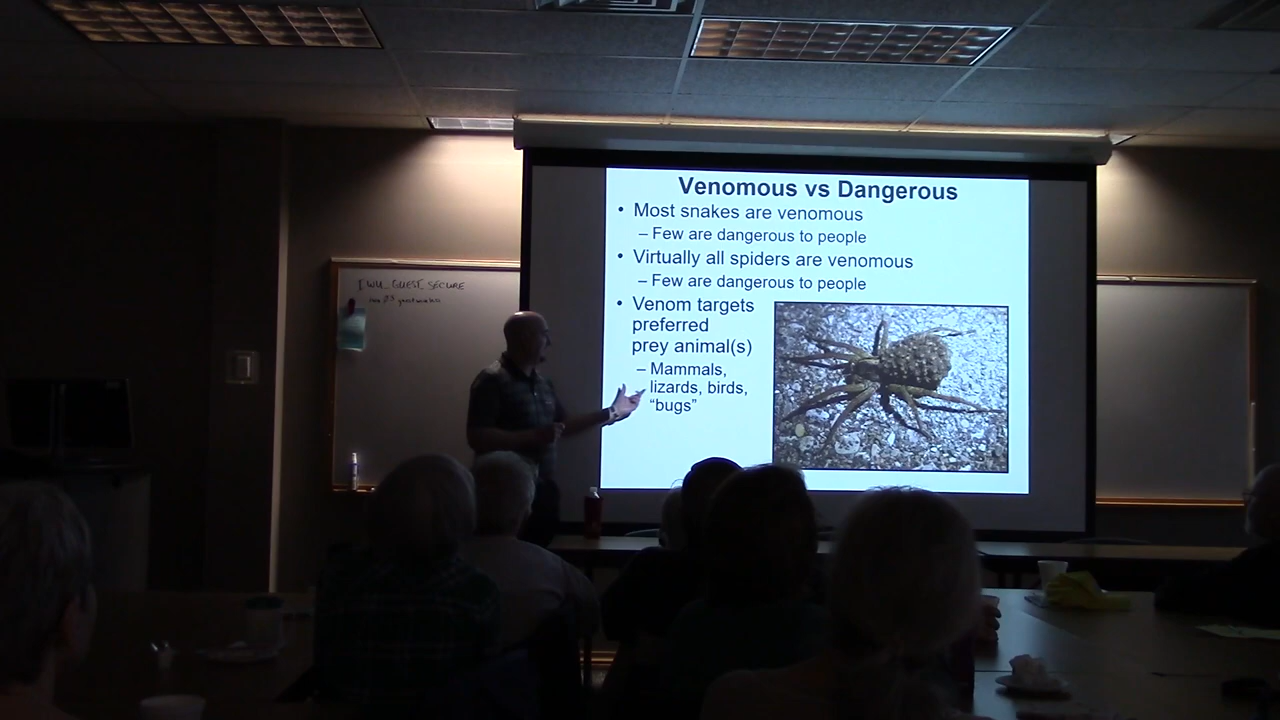 Venomous vs Dangerous
• Most snakes are venomous
– Few are dangerous to people
• Virtually all spiders are venomous
– Few are dangerous to people
• Venom targets
preferred
prey animal(s)
– Mammals,
lizards, birds,
“bugs”
IWU_GUEST_SECURE